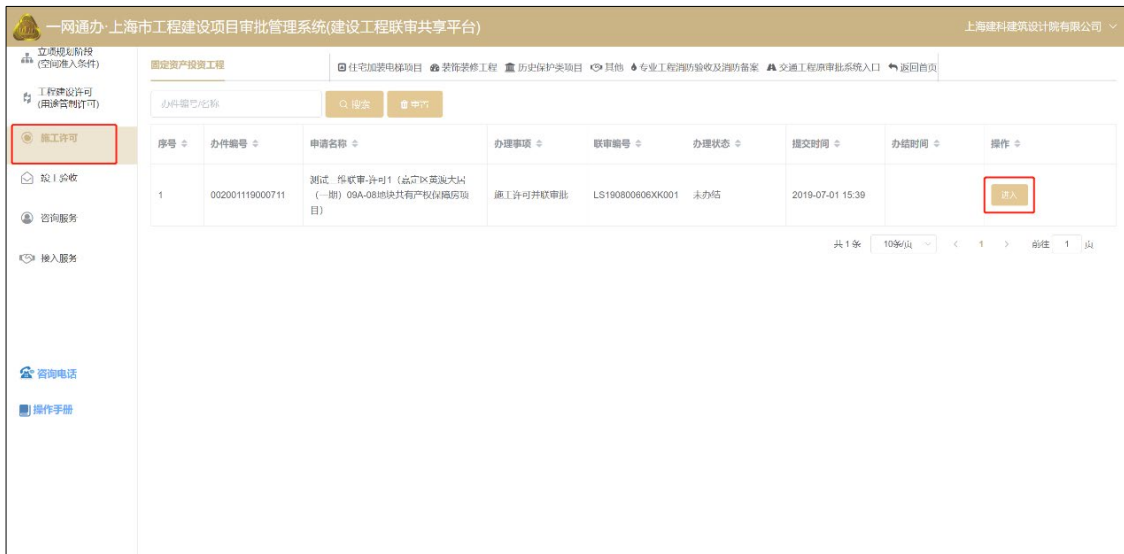 一网通办·上海市工程建设项目审批管理系统(建设工程联审共享平台)
上海建科建筑设计院有限公司
立项规划阶段
(空间准入条件)
工程建设许可
(用途管制许可)
施工许可
竣工验收
咨询服务
接入服务
咨询电话
操作手册
固定资产投资工程
住宅加装电梯项目 装饰装修工程 历史保护类项目 其他 专业工程消防验收及消防备案 交通工程原审批系统入口 返回首页
办件编号/名称 搜索 重置
序号 办件编号 申请名称 办理事项 联审编号 办理状态 提交时间 办结时间 操作
1 002001119000711 测试 维联审-许可1(嘉定区黄渡大居
(一期)09A-08地块共有产权保障房项
目) 施工许可并联审批 LS190800606XK001 未办结 2019-07-01 15:39 进入
共 1 条 10条/页 1 前往 1 页